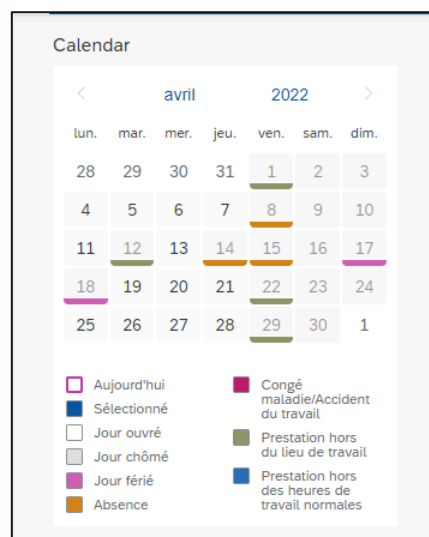 Calendar
avril 2022
lun. mar. mer. jeu. ven. sam. dim.
28 29 30 31 1 2 3
4 5 6 7 8 9 10
11 12 13 14 15 16 17
18 19 20 21 22 23 24
25 26 27 28 29 30 1
Aujourd'hui
Sélectionné
Jour ouvré
Jour chômé
Jour férié
Absence
Congé
maladie/Accident
du travail
Prestation hors
du lieu de travail
Prestation hors
des heures de
travail normales